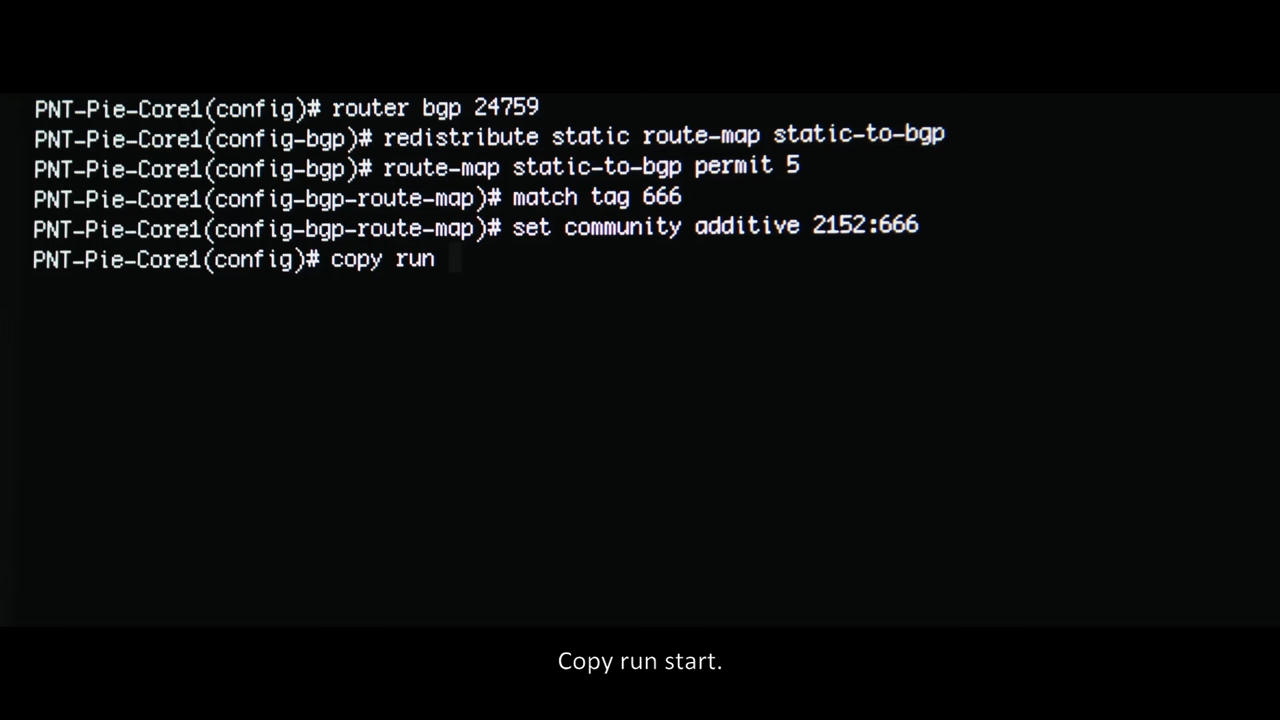 PNT-Pie-Core1(config)# router bgp 24759
PNT-Pie-Core1(config-bgp)# redistribute static route-map static-to-bgp
PNT-Pie-Core1(config-bgp)# route-map static-to-bgp permit 5
PNT-Pie-Core1(config-bgp-route-map)# match tag 666
PNT-Pie-Core1(config-bgp-route-map)# set community additive 2152:666
PNT-Pie-Core1(config)# copy run
Copy run start.